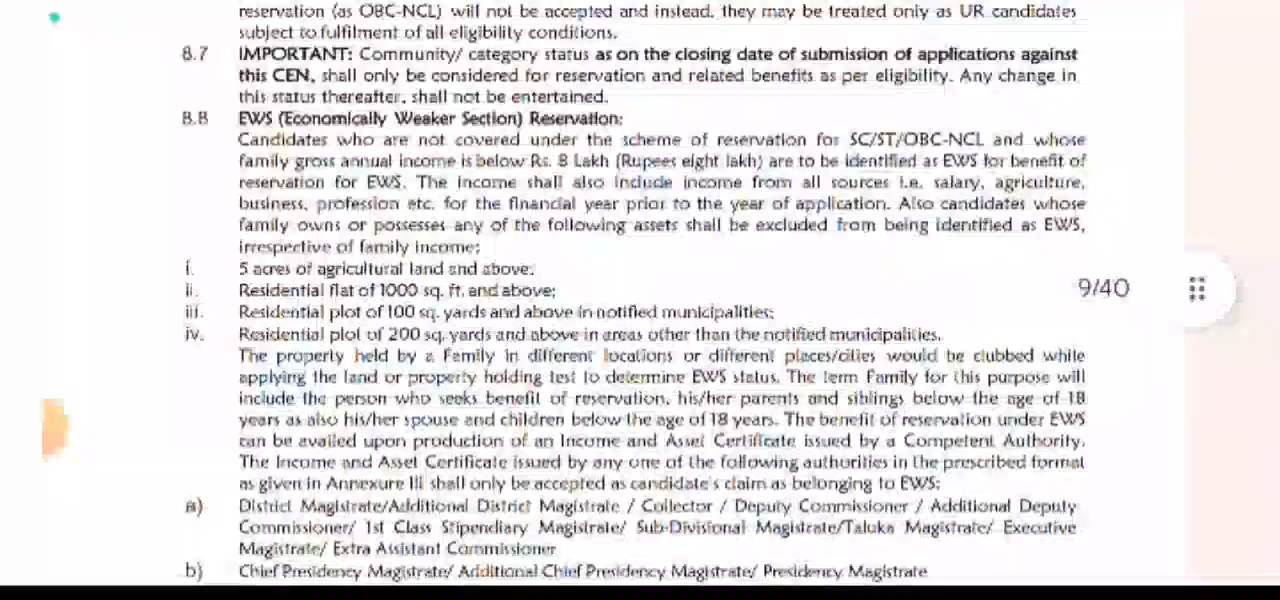 reservation (as OBC-NCL) will not be accepted and instead, they may be treated only as UR candidates
subject to fulfilment of all eligibility conditions.
8.7 IMPORTANT: Community/ category status as on the closing date of submission of applications against
this CEN, shall only be considered for reservation and related benefits as per eligibility. Any change in
this status thereafter, shall not be entertained.
8.8 EWS (Economically Weaker Section) Reservation:
Candidates who are not covered under the scheme of reservation for SC/ST/OBC-NCL and whose
family gross annual income is below Rs. 8 Lakh (Rupees eight lakh) are to be identified as EWS for benefit of
reservation for EWS. The income shall also include income from all sources i.e. salary, agriculture,
business, profession etc. for the financial year prior to the year of application. Also candidates whose
family owns or possesses any of the following assets shall be excluded from being identified as EWS,
irrespective of family income:
i. 5 acres of agricultural land and above;
ii. Residential flat of 1000 sq. ft. and above;
9/40
iii. Residential plot of 100 sq. yards and above in notified municipalities;
iv. Residential plot of 200 sq. yards and above in areas other than the notified municipalities.
The property held by a Family in different locations or different places/cities would be clubbed while
applying the land or property holding test to determine EWS status. The term Family for this purpose will
include the person who seeks benefit of reservation, his/her parents and siblings below the age of 18
years as also his/her spouse and children below the age of 18 years. The benefit of reservation under EWS
can be availed upon production of an Income and Asset Certificate issued by a Competent Authority.
The Income and Asset Certificate issued by any one of the following authorities in the prescribed format
as given in Annexure III shall only be accepted as candidate's claim as belonging to EWS:
a) District Magistrate/Additional District Magistrate / Collector / Deputy Commissioner / Additional Deputy
Commissioner/ 1st Class Stipendiary Magistrate/ Sub-Divisional Magistrate/Taluka Magistrate/ Executive
Magistrate/ Extra Assistant Commissioner
b) Chief Presidency Magistrate/ Additional Chief Presidency Magistrate/ Presidency Magistrate